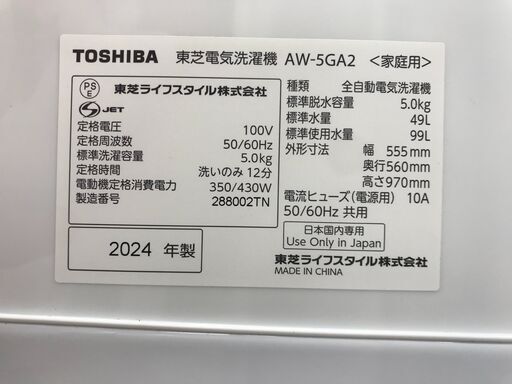 TOSHIBA 東芝電気洗濯機 AW-5GA2 <家庭用>
PS
E
S-JET
東芝ライフスタイル株式会社
定格電圧 100V
定格周波数 50/60Hz
標準洗濯容量 5.0kg
定格時間 洗いのみ 12分
電動機定格消費電力 350/430W
製造番号 288002TN
2024 年製
種類 全自動電気洗濯機
標準脱水容量 5.0kg
標準水量 49L
標準使用水量 99L
外形寸法 幅 555mm
奥行560mm
高さ970mm
電流ヒューズ(電源用) 10A
50/60Hz 共用
日本国内専用
Use Only in Japan
東芝ライフスタイル株式会社
MADE IN CHINA